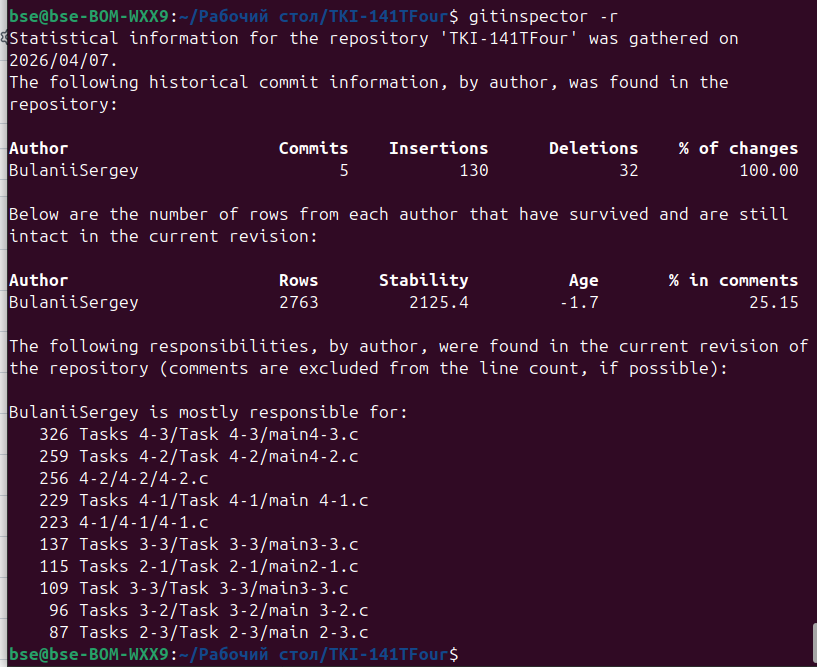 bse@bse-BOM-WXX9:~/Рабочий стол/TKI-141TFour$ gitinspector -r
Statistical information for the repository 'TKI-141TFour' was gathered on
2026/04/07.
The following historical commit information, by author, was found in the
repository:
Author Commits Insertions Deletions % of changes
BulaniiSergey 5 130 32 100.00
Below are the number of rows from each author that have survived and are still
intact in the current revision:
Author Rows Stability Age % in comments
BulaniiSergey 2763 2125.4 -1.7 25.15
The following responsibilities, by author, were found in the current revision of
the repository (comments are excluded from the line count, if possible):
BulaniiSergey is mostly responsible for:
326 Tasks 4-3/Task 4-3/main4-3.c
259 Tasks 4-2/Task 4-2/main4-2.c
256 4-2/4-2/4-2.c
229 Tasks 4-1/Task 4-1/main 4-1.c
223 4-1/4-1/4-1.c
137 Tasks 3-3/Task 3-3/main3-3.c
115 Tasks 2-1/Task 2-1/main2-1.c
109 Task 3-3/Task 3-3/main3-3.c
96 Tasks 3-2/Task 3-2/main 3-2.c
87 Tasks 2-3/Task 2-3/main 2-3.c
bse@bse-BOM-WXX9:~/Рабочий стол/TKI-141TFour$